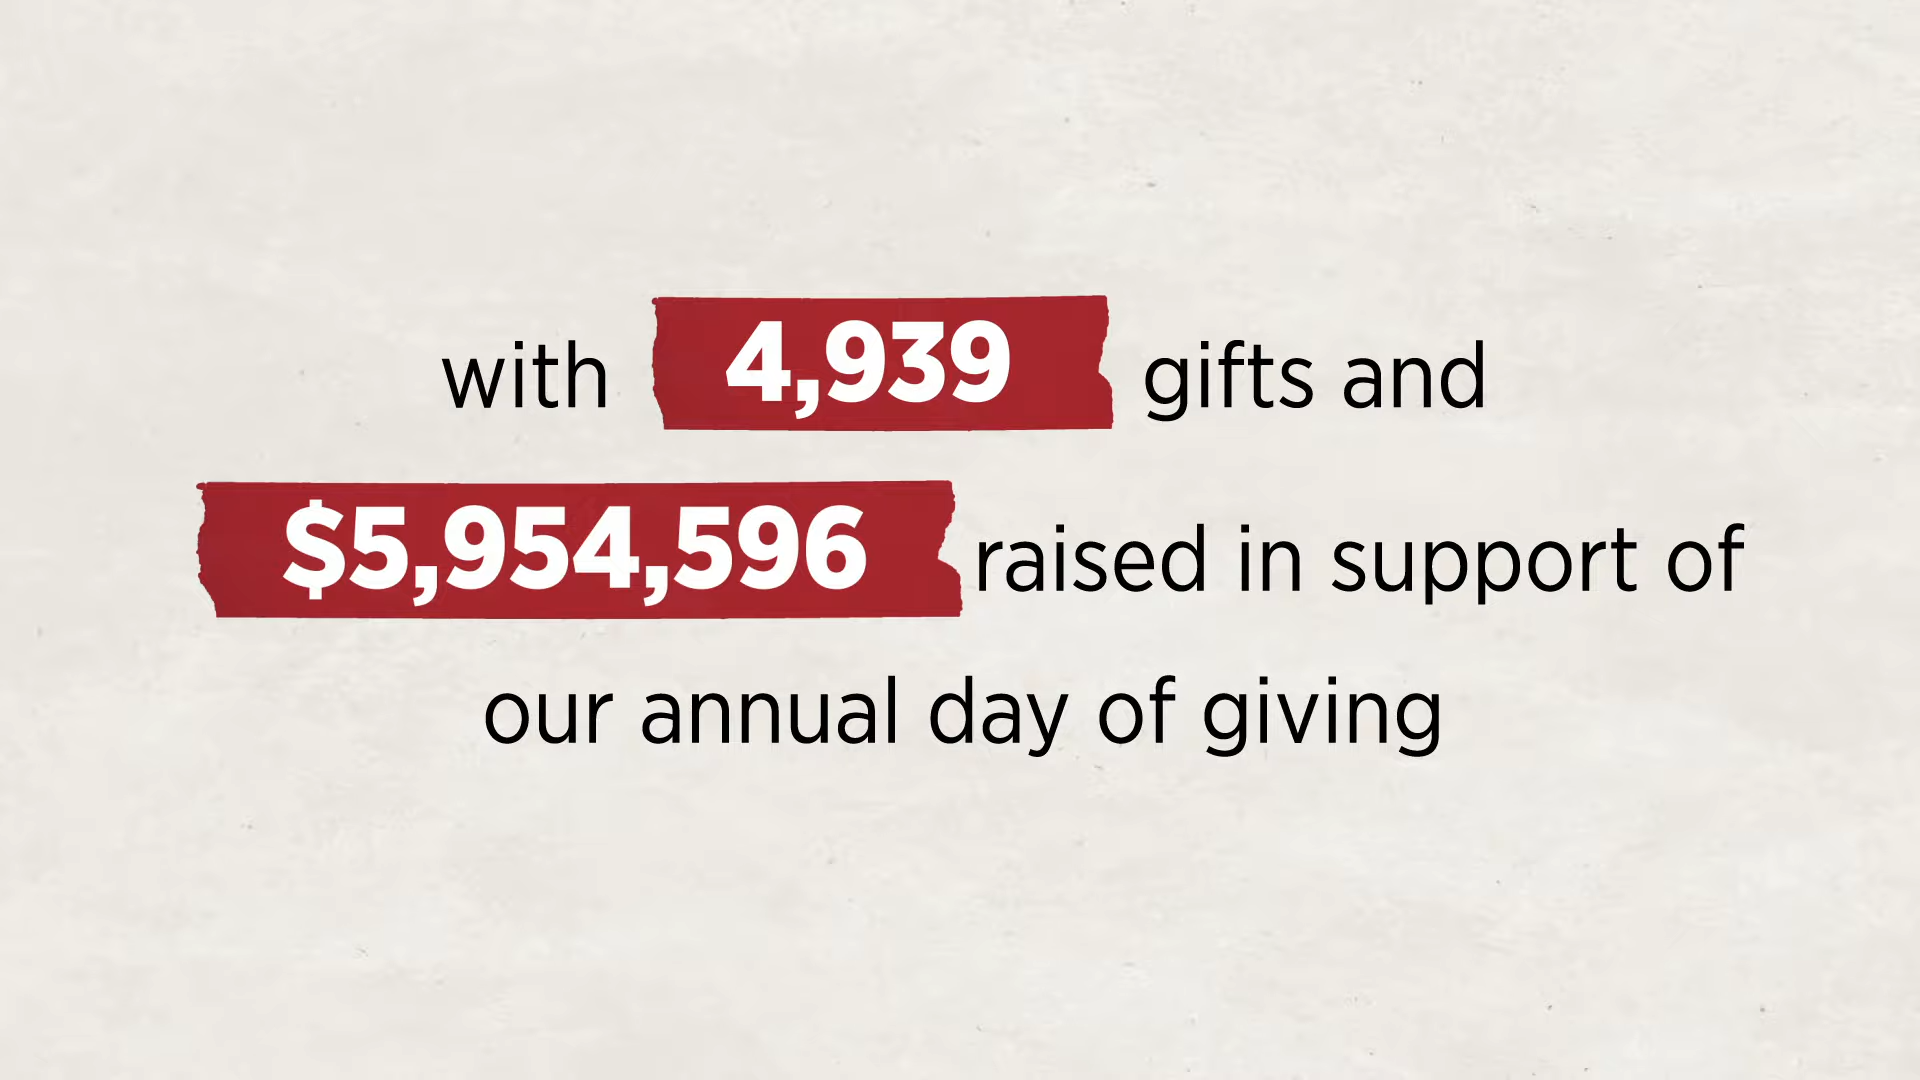 with 4,939 gifts and
$5,954,596 raised in support of
our annual day of giving